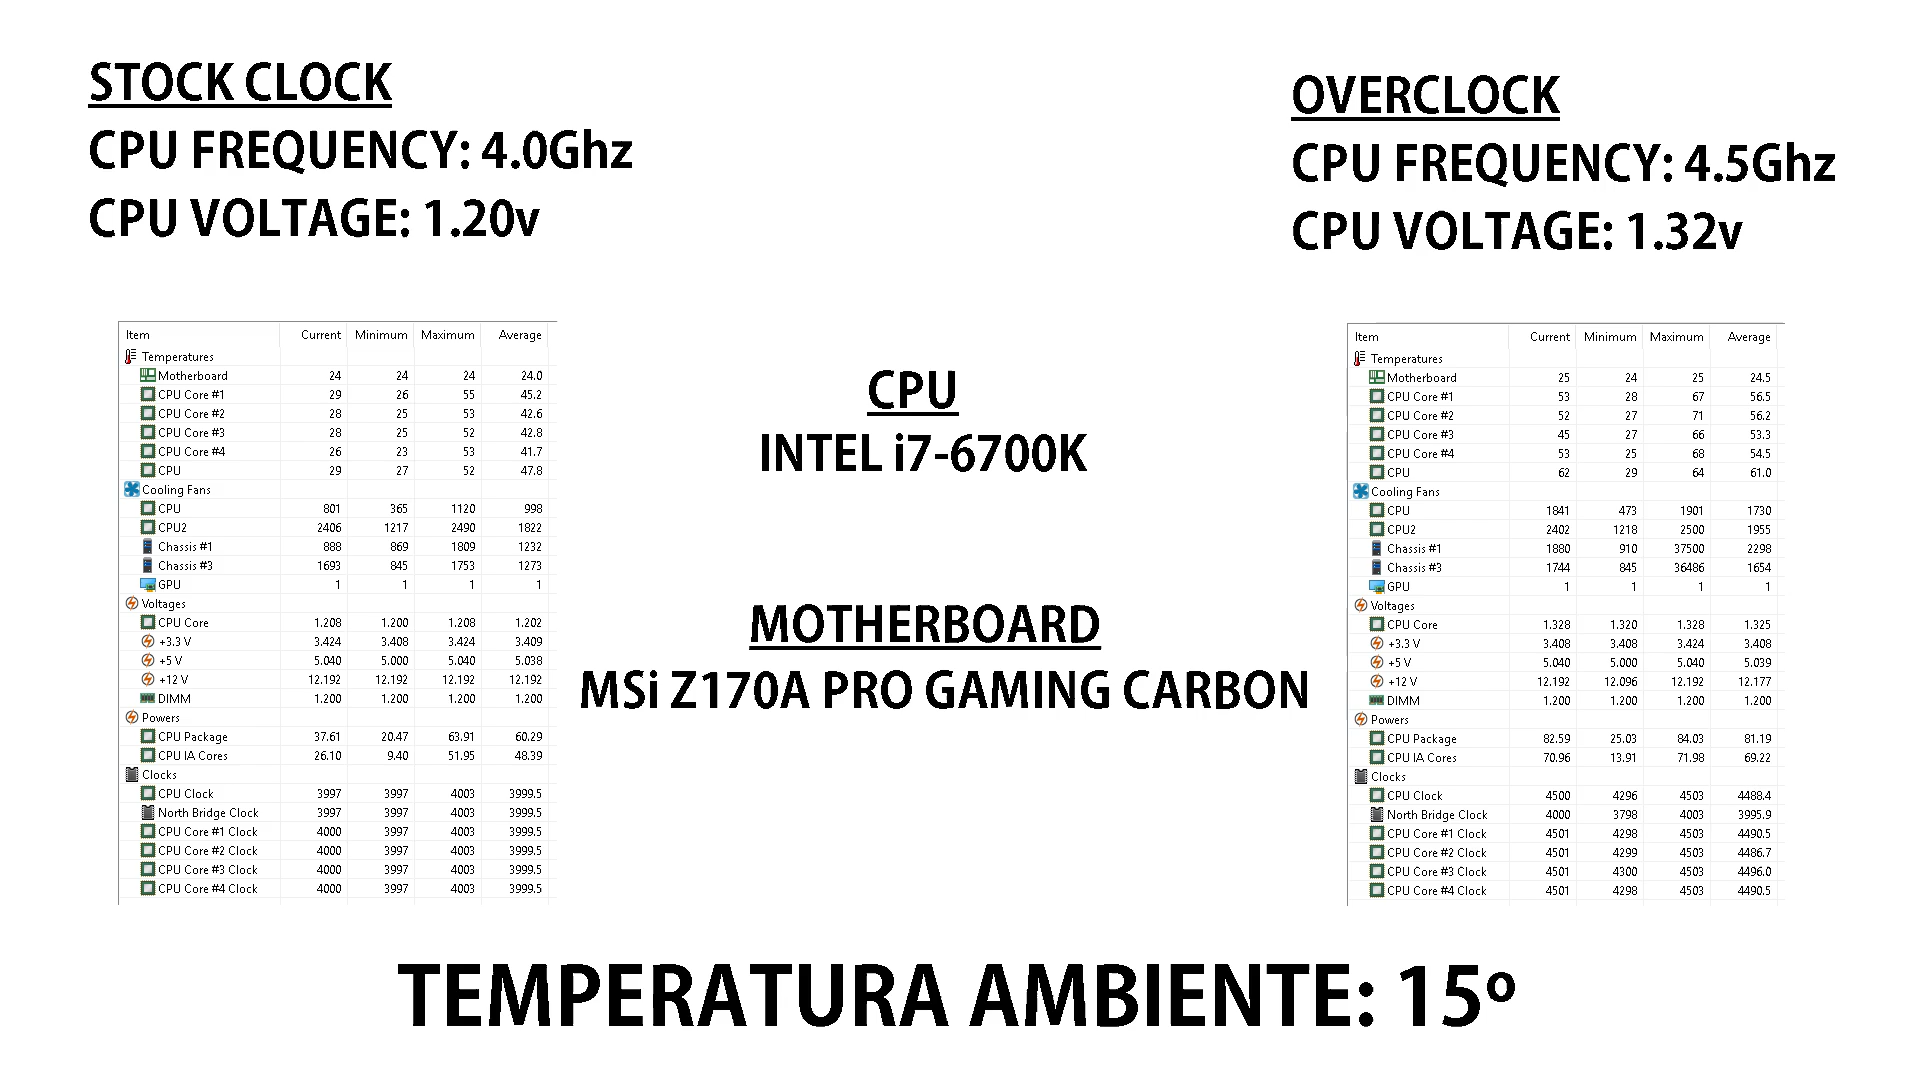 STOCK CLOCK
CPU FREQUENCY: 4.0Ghz
CPU VOLTAGE: 1.20v
OVERCLOCK
CPU FREQUENCY: 4.5Ghz
CPU VOLTAGE: 1.32v
Item Current Minimum Maximum Average
Temperatures
Motherboard 24 24 24 24.0
CPU Core #1 29 26 55 45.2
CPU Core #2 28 25 53 42.6
CPU Core #3 28 25 52 42.8
CPU Core #4 26 23 53 41.7
CPU 29 27 52 47.8
Cooling Fans
CPU 801 365 1120 998
CPU2 2406 1217 2490 1822
Chassis #1 888 869 1809 1232
Chassis #3 1693 845 1753 1273
GPU 1 1 1 1
Voltages
CPU Core 1.208 1.200 1.208 1.202
+3.3 V 3.424 3.408 3.424 3.409
+5 V 5.040 5.000 5.040 5.038
+12 V 12.192 12.192 12.192 12.192
DIMM 1.200 1.200 1.200 1.200
Powers
CPU Package 37.61 20.47 63.91 60.29
CPU IA Cores 26.10 9.40 51.95 48.39
Clocks
CPU Clock 3997 3997 4003 3999.5
North Bridge Clock 3997 3997 4003 3999.5
CPU Core #1 Clock 4000 3997 4003 3999.5
CPU Core #2 Clock 4000 3997 4003 3999.5
CPU Core #3 Clock 4000 3997 4003 3999.5
CPU Core #4 Clock 4000 3997 4003 3999.5
CPU
INTEL i7-6700K
MOTHERBOARD
MSi Z170A PRO GAMING CARBON
Item Current Minimum Maximum Average
Temperatures
Motherboard 25 24 25 24.5
CPU Core #1 53 28 67 56.5
CPU Core #2 52 27 71 56.2
CPU Core #3 45 27 66 53.3
CPU Core #4 53 25 68 54.5
CPU 62 29 64 61.0
Cooling Fans
CPU 1841 473 1901 1730
CPU2 2402 1218 2500 1955
Chassis #1 1880 910 37500 2298
Chassis #3 1744 845 36486 1654
GPU 1 1 1 1
Voltages
CPU Core 1.328 1.320 1.328 1.325
+3.3 V 3.408 3.408 3.424 3.408
+5 V 5.040 5.000 5.040 5.039
+12 V 12.192 12.096 12.192 12.177
DIMM 1.200 1.200 1.200 1.200
Powers
CPU Package 82.59 25.03 84.03 81.19
CPU IA Cores 70.96 13.91 71.98 69.22
Clocks
CPU Clock 4500 4296 4503 4488.4
North Bridge Clock 4000 3798 4003 3995.9
CPU Core #1 Clock 4501 4298 4503 4490.5
CPU Core #2 Clock 4501 4299 4503 4486.7
CPU Core #3 Clock 4501 4300 4503 4496.0
CPU Core #4 Clock 4501 4298 4503 4490.5
TEMPERATURA AMBIENTE: 15º